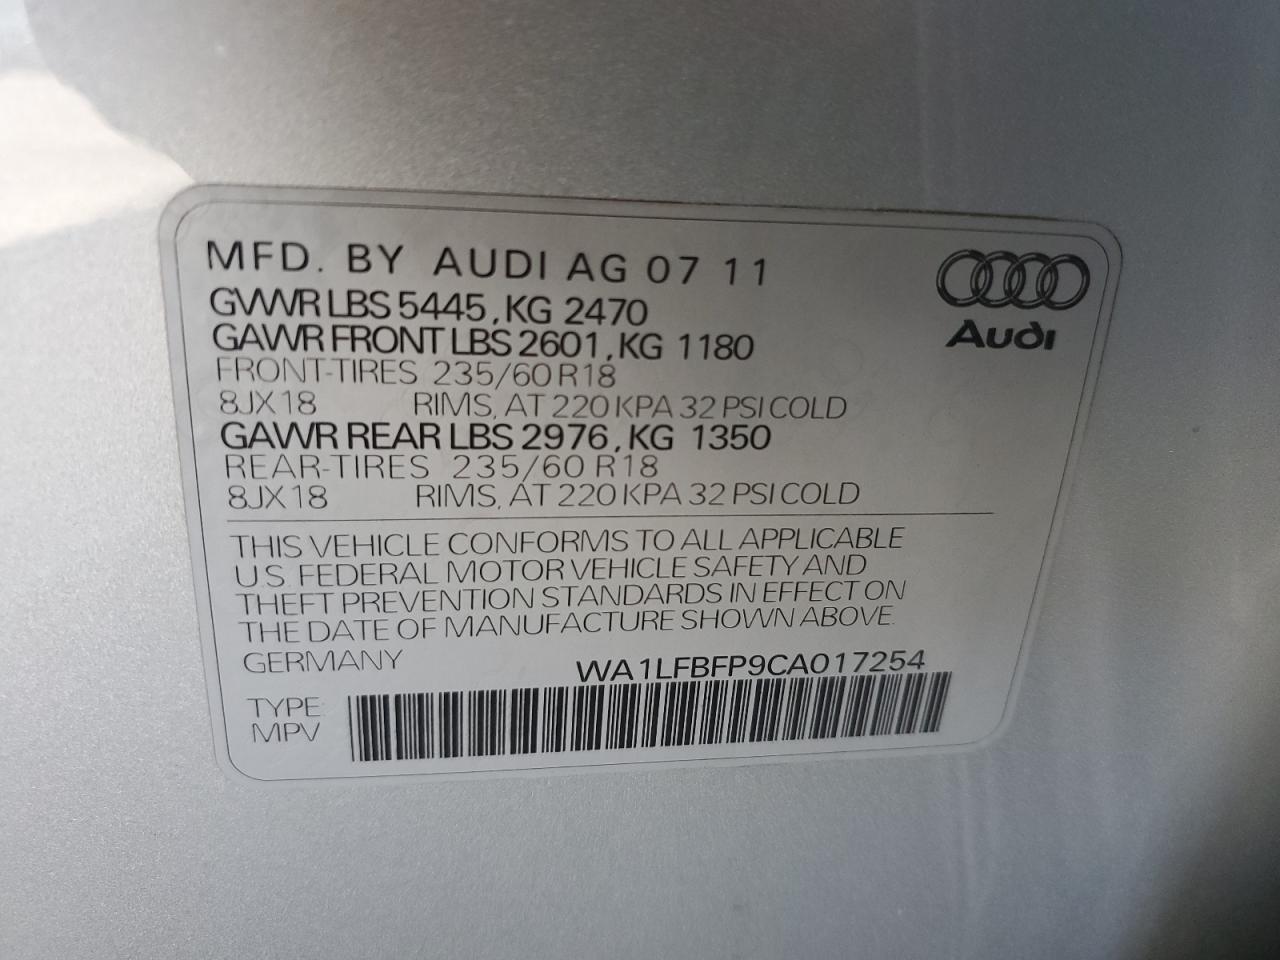 MFD. BY AUDI AG 07 11
GVWR LBS 5445, KG 2470
GAWR FRONT LBS 2601, KG 1180
FRONT-TIRES 235/60 R18
8JX18 RIMS, AT 220 KPA 32 PSI COLD
GAWR REAR LBS 2976, KG 1350
REAR-TIRES 235/60 R18
8JX18 RIMS, AT 220 KPA 32 PSI COLD
Audi
THIS VEHICLE CONFORMS TO ALL APPLICABLE
U.S. FEDERAL MOTOR VEHICLE SAFETY AND
THEFT PREVENTION STANDARDS IN EFFECT ON
THE DATE OF MANUFACTURE SHOWN ABOVE.
GERMANY WA1LFBFP9CA017254
TYPE:
MPV